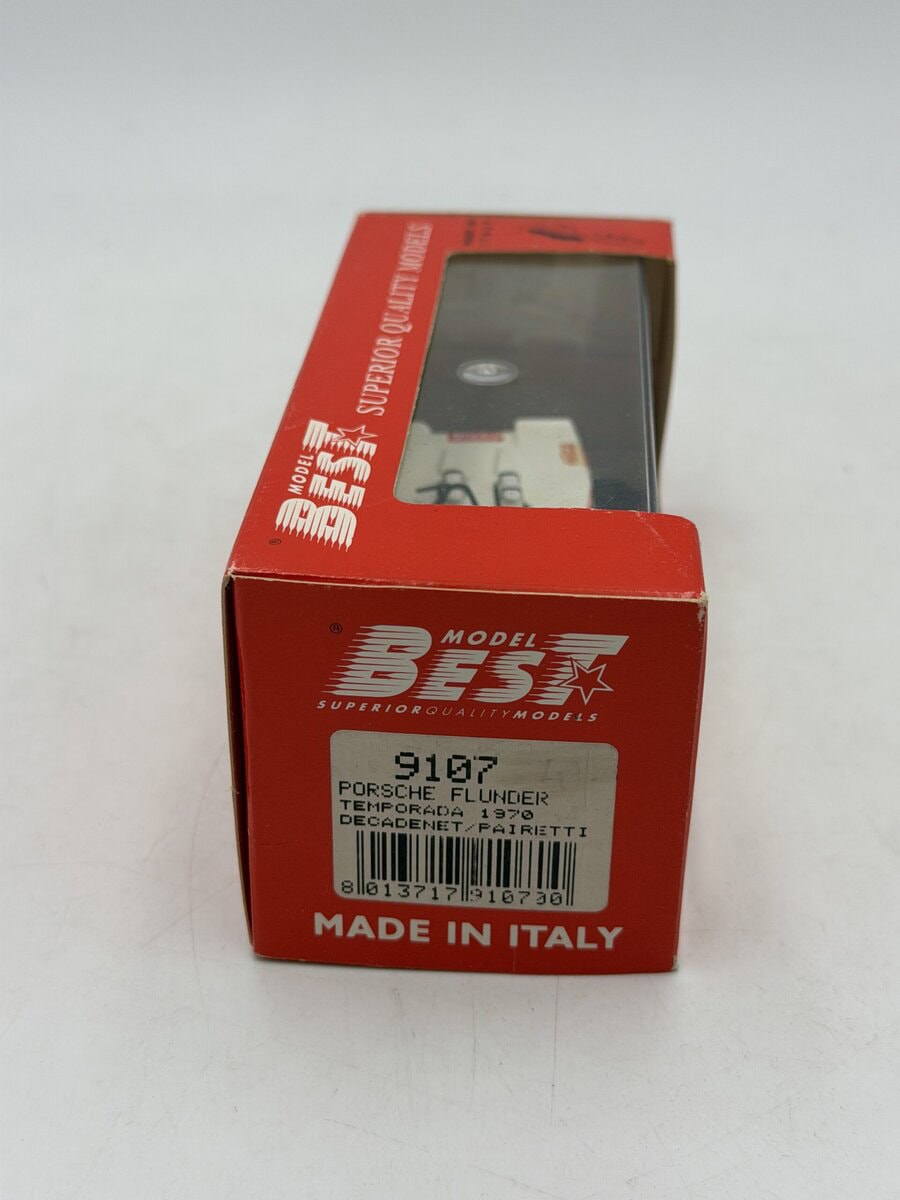 SUPERIOR QUALITY MODELS
MODEL
BEST
®
®
MODEL
BEST
SUPERIORQUALITYMODELS
9107
PORSCHE FLUNDER
TEMPORADA 1970
DECADENET/PAIRETTI
8 013717 910730
MADE IN ITALY